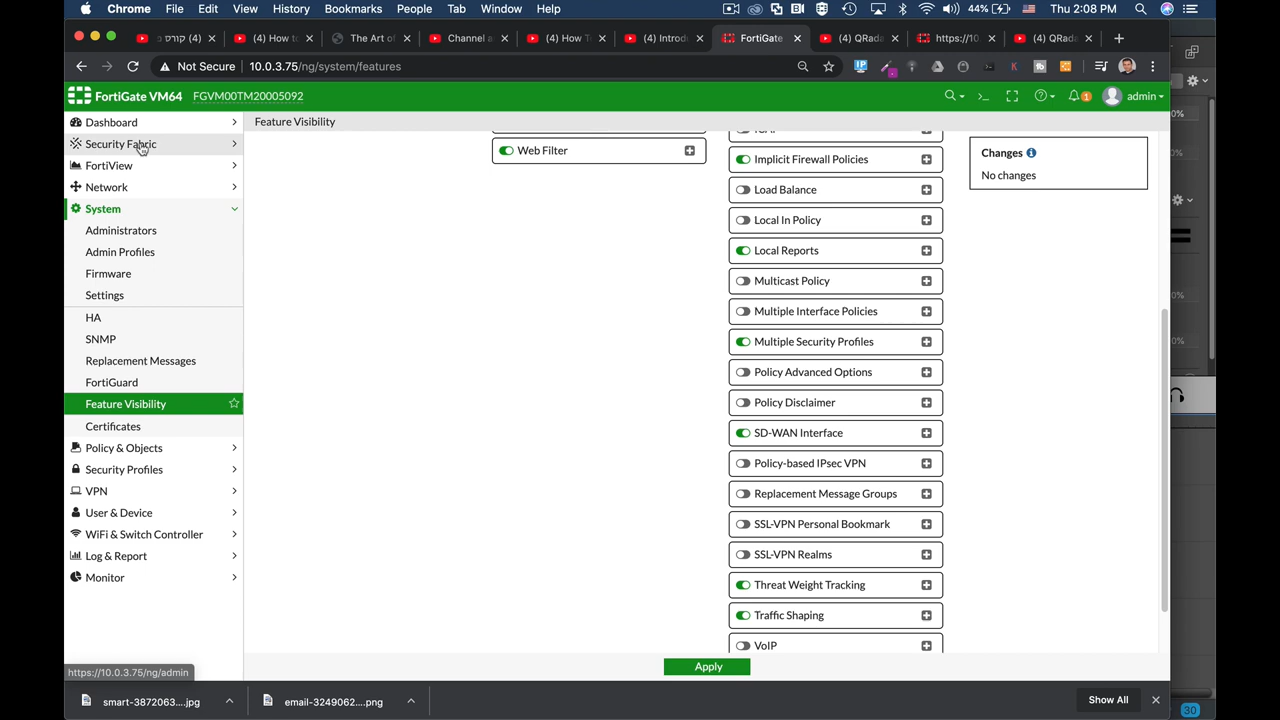 Chrome File Edit View History Bookmarks People Tab Window Help 44% Thu 2:08 PM
(4) קורס פ
(4) How to
The Art of
Channel a
(4) How T
(4) Introd
FortiGate
(4) QRada
https://10
(4) QRada
Not Secure 10.0.3.75/ng/system/features
FortiGate VM64 FGVM00TM20005092
1 admin
Dashboard
Security Fabric
FortiView
Network
System
Administrators
Admin Profiles
Firmware
Settings
HA
SNMP
Replacement Messages
FortiGuard
Feature Visibility
Certificates
Policy & Objects
Security Profiles
VPN
User & Device
WiFi & Switch Controller
Log & Report
Monitor
https://10.0.3.75/ng/admin
Feature Visibility
Web Filter
Implicit Firewall Policies
Load Balance
Local In Policy
Local Reports
Multicast Policy
Multiple Interface Policies
Multiple Security Profiles
Policy Advanced Options
Policy Disclaimer
SD-WAN Interface
Policy-based IPsec VPN
Replacement Message Groups
SSL-VPN Personal Bookmark
SSL-VPN Realms
Threat Weight Tracking
Traffic Shaping
VoIP
Changes
No changes
Apply
smart-3872063....jpg
email-3249062....png
Show All
30